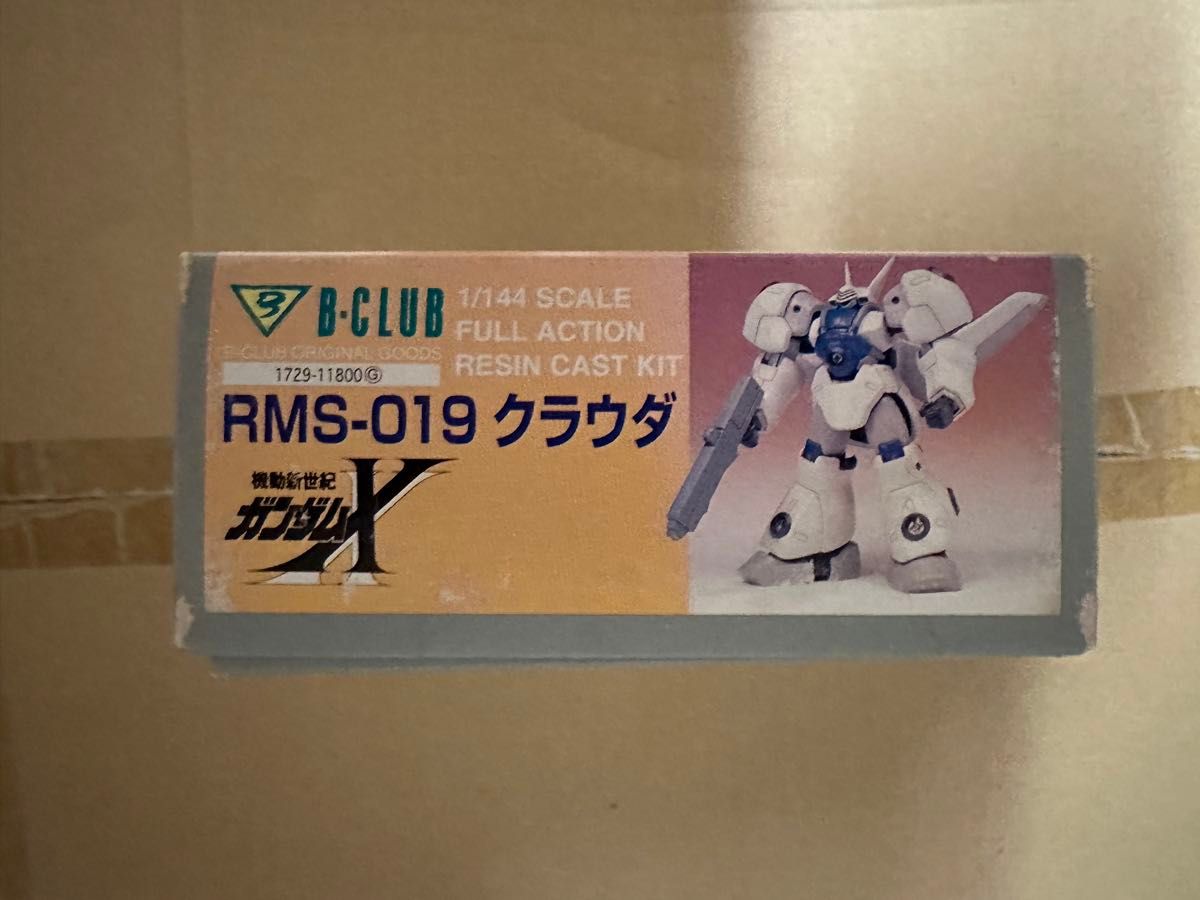 B-CLUB
B-CLUB ORIGINAL GOODS
1729-11800Ⓖ
1/144 SCALE
FULL ACTION
RESIN CAST KIT
RMS-019 クラウダ
機動新世紀
ガンダムX